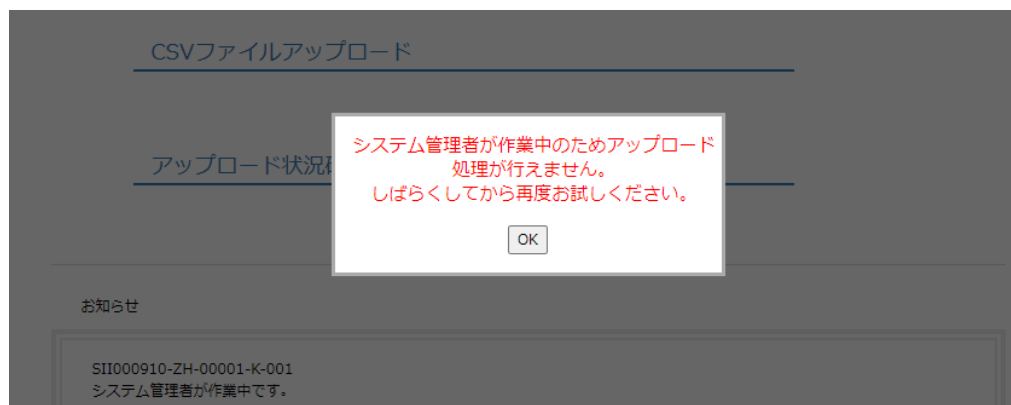 CSVファイルアップロード
システム管理者が作業中のためアップロード
処理が行えません。
しばらくしてから再度お試しください。
OK
アップロード状況
お知らせ
SII000910-ZH-00001-K-001
システム管理者が作業中です。